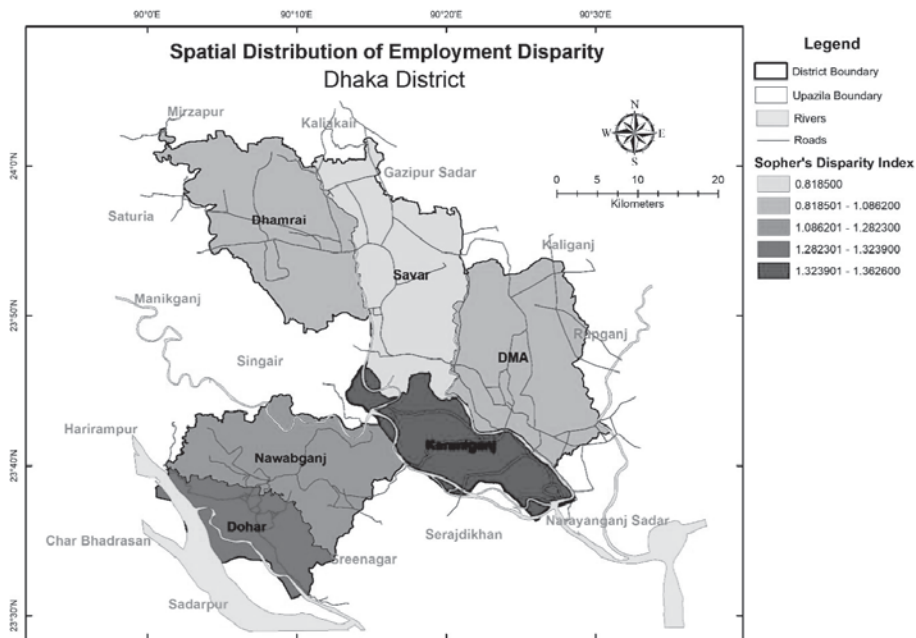 90°0'E
90°10'E
90°20'E
90°30'E
Spatial Distribution of Employment Disparity
Dhaka District
Legend
District Boundary
Upazila Boundary
Rivers
Roads
Sopher's Disparity Index
0.818500
0.818501 - 1.086200
1.086201 - 1.282300
1.282301 - 1.323900
1.323901 - 1.362600
N
W
E
S
0 5 10 20
Kilometers
24°0'0"N
23°50'N
23°40'N
23°30'N
Mirzapur
Kaliakair
Gazipur Sadar
Saturia
Dhamrai
Savar
Kaliganj
Manikganj
Singair
DMA
Rupganj
Harirampur
Nawabganj
Keraniganj
Dohar
Char Bhadrasan
Sreenagar
Serajdikhan
Narayanganj Sadar
Sadarpur